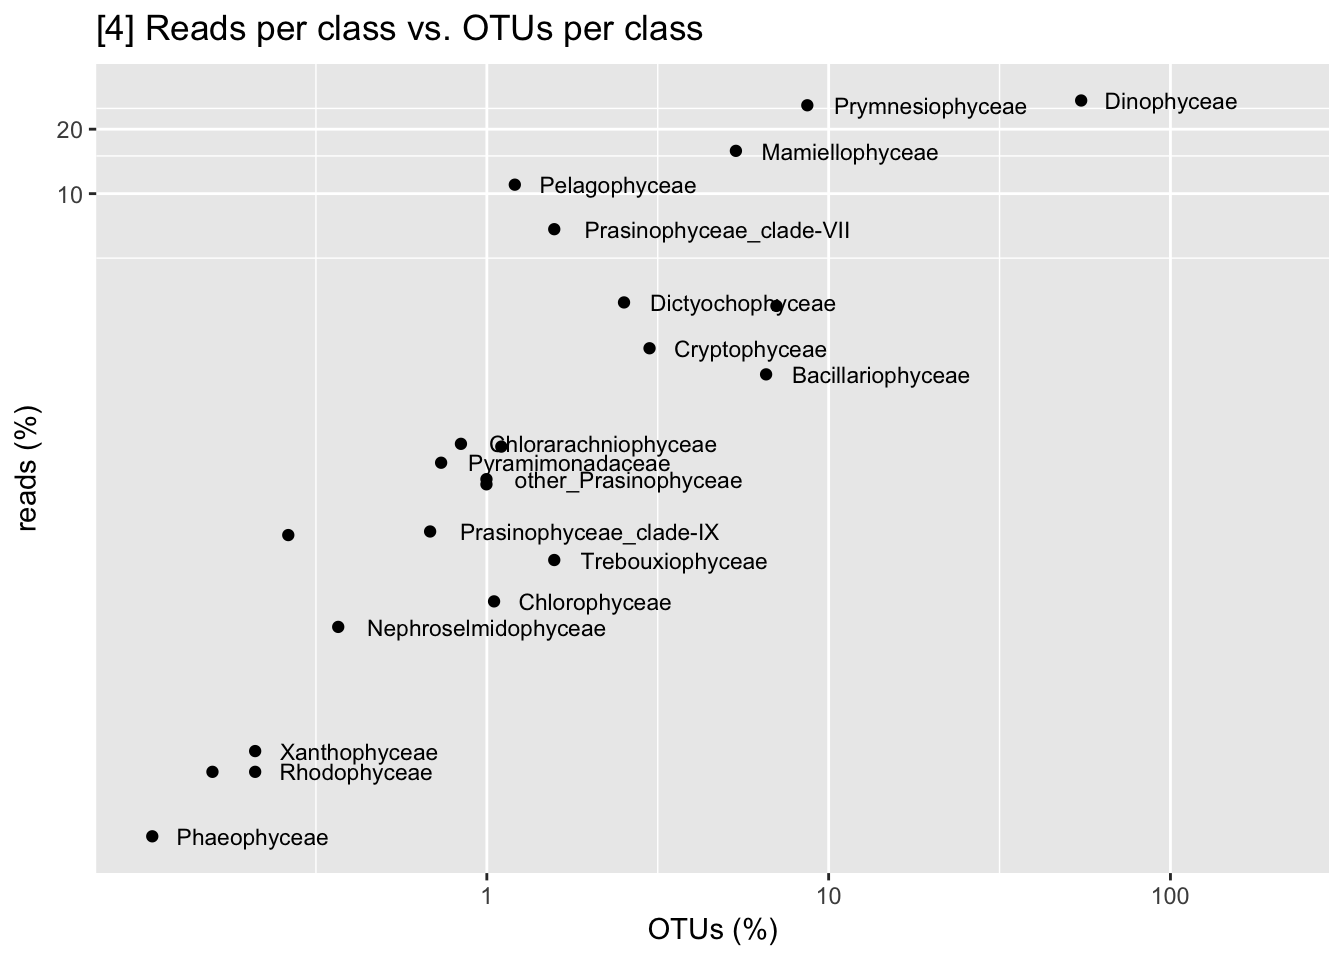 [4] Reads per class vs. OTUs per class
Prymnesiophyceae
Dinophyceae
20
Mamiellophyceae
Pelagophyceae
10
Prasinophyceae_clade-VII
Dictyochophyceae
Cryptophyceae
Bacillariophyceae
Chlorarachniophyceae
Pyramimonadaceae
other_Prasinophyceae
reads (%)
Prasinophyceae_clade-IX
Trebouxiophyceae
Chlorophyceae
Nephroselmidophyceae
Xanthophyceae
Rhodophyceae
Phaeophyceae
1
10
100
OTUs (%)